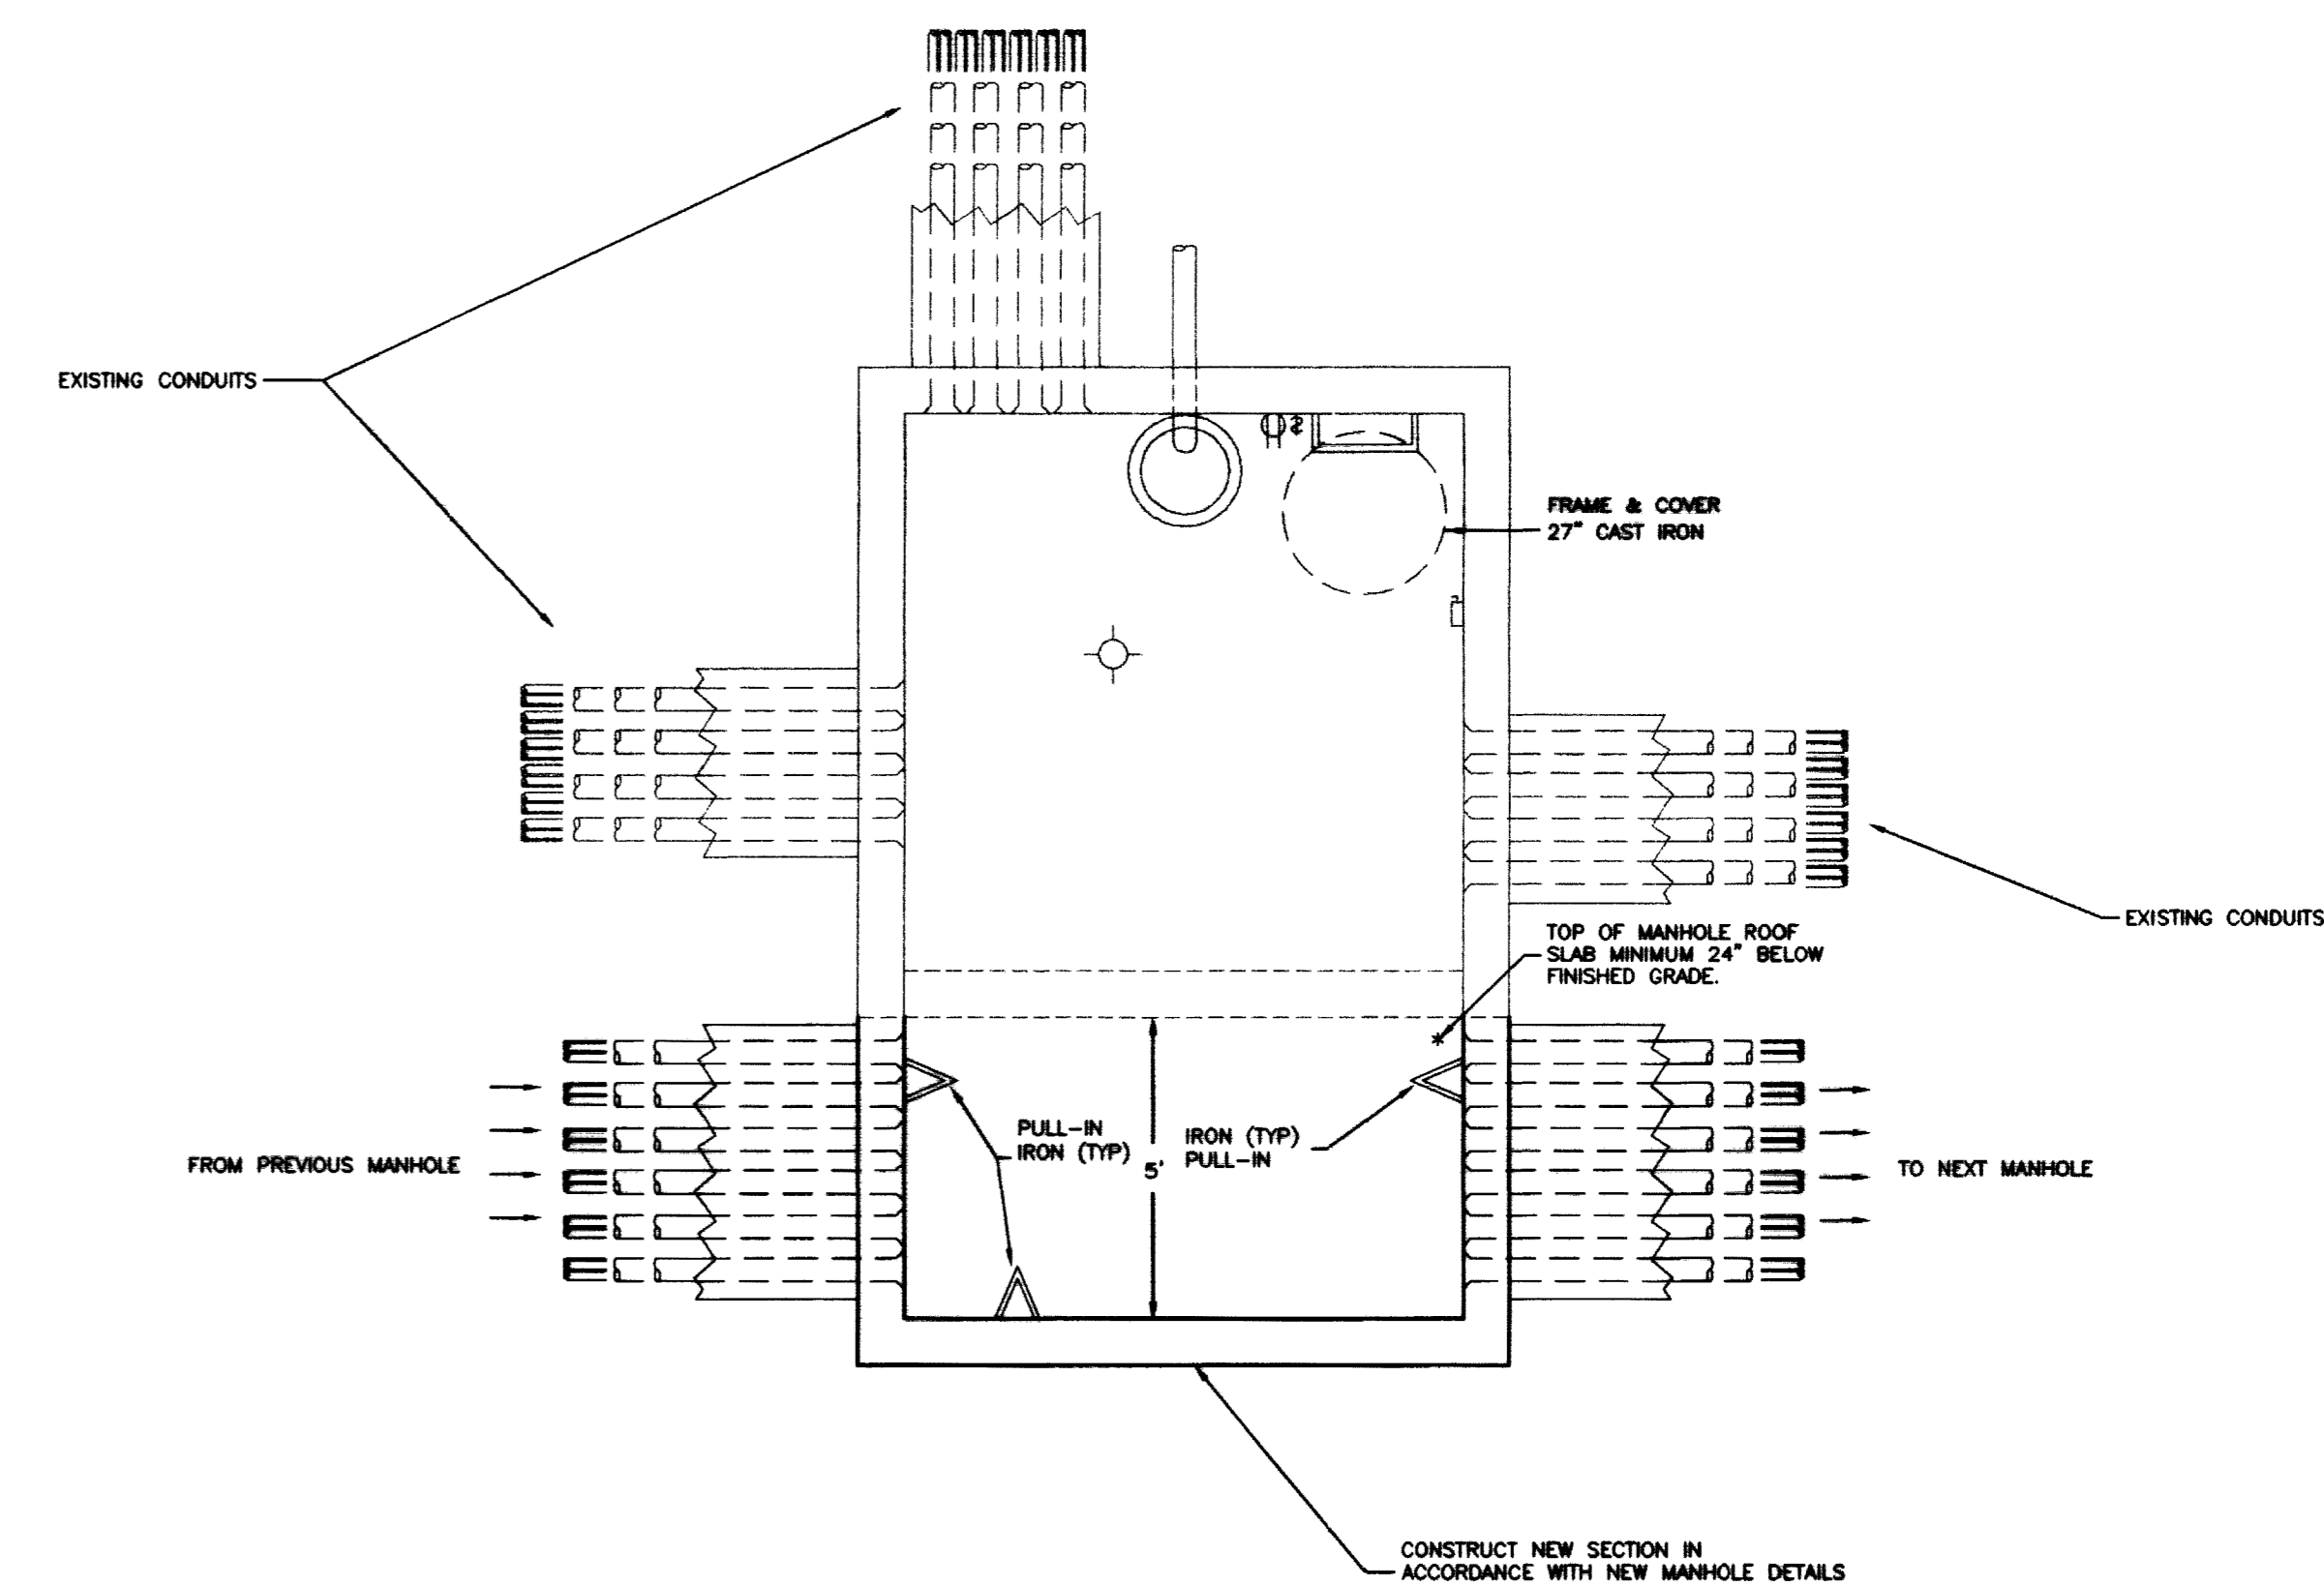 EXISTING CONDUITS
FRAME & COVER
27" CAST IRON
EXISTING CONDUITS
TOP OF MANHOLE ROOF
SLAB MINIMUM 24" BELOW
FINISHED GRADE.
*
FROM PREVIOUS MANHOLE
PULL-IN
IRON (TYP)
5'
IRON (TYP)
PULL-IN
TO NEXT MANHOLE
CONSTRUCT NEW SECTION IN
ACCORDANCE WITH NEW MANHOLE DETAILS